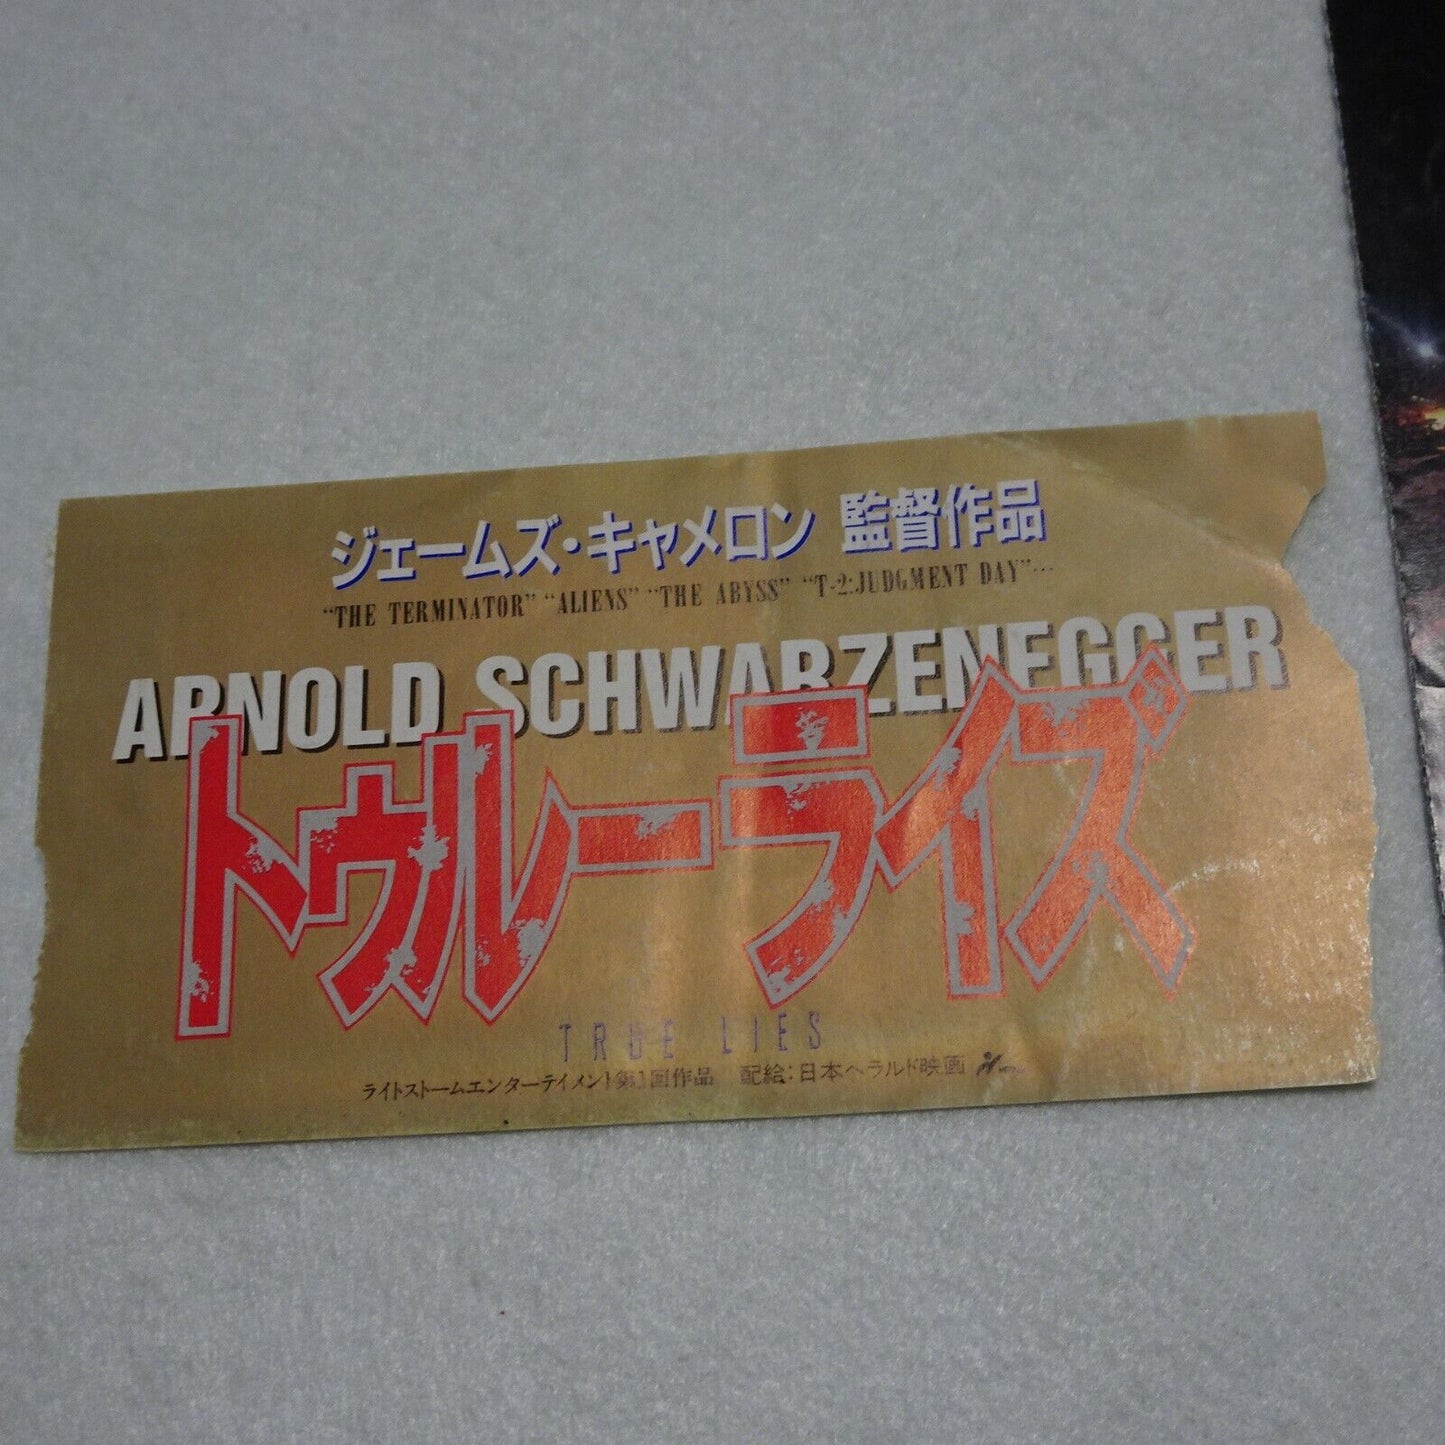 ジェームズ・キャメロン 監督作品
“THE TERMINATOR” “ALIENS” “THE ABYSS” “T-2:JUDGMENT DAY”…
ARNOLD SCHWARZENEGGER
トゥルーライズ
TRUE LIES
ライトストームエンターテイメント第1回作品 配給:日本ヘラルド映画